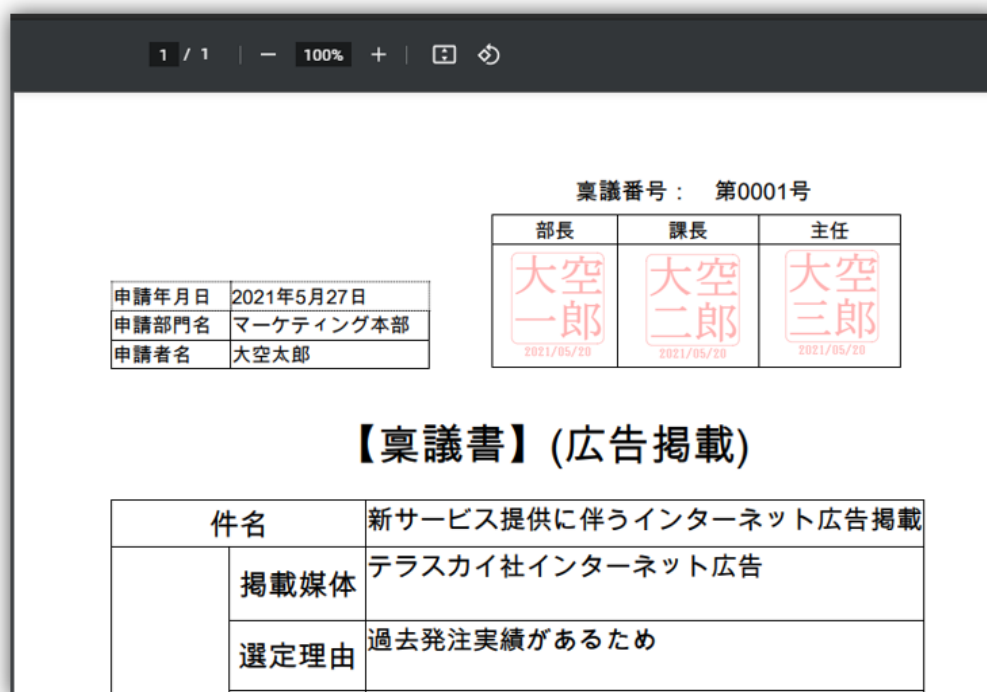 1 / 1 | − 100% + |
稟議番号： 第0001号
部長 課長 主任
大空一郎 大空二郎 大空三郎
2021/05/20 2021/05/20 2021/05/20
申請年月日 2021年5月27日
申請部門名 マーケティング本部
申請者名 大空太郎
【稟議書】(広告掲載)
件名 新サービス提供に伴うインターネット広告掲載
掲載媒体 テラスカイ社インターネット広告
選定理由 過去発注実績があるため